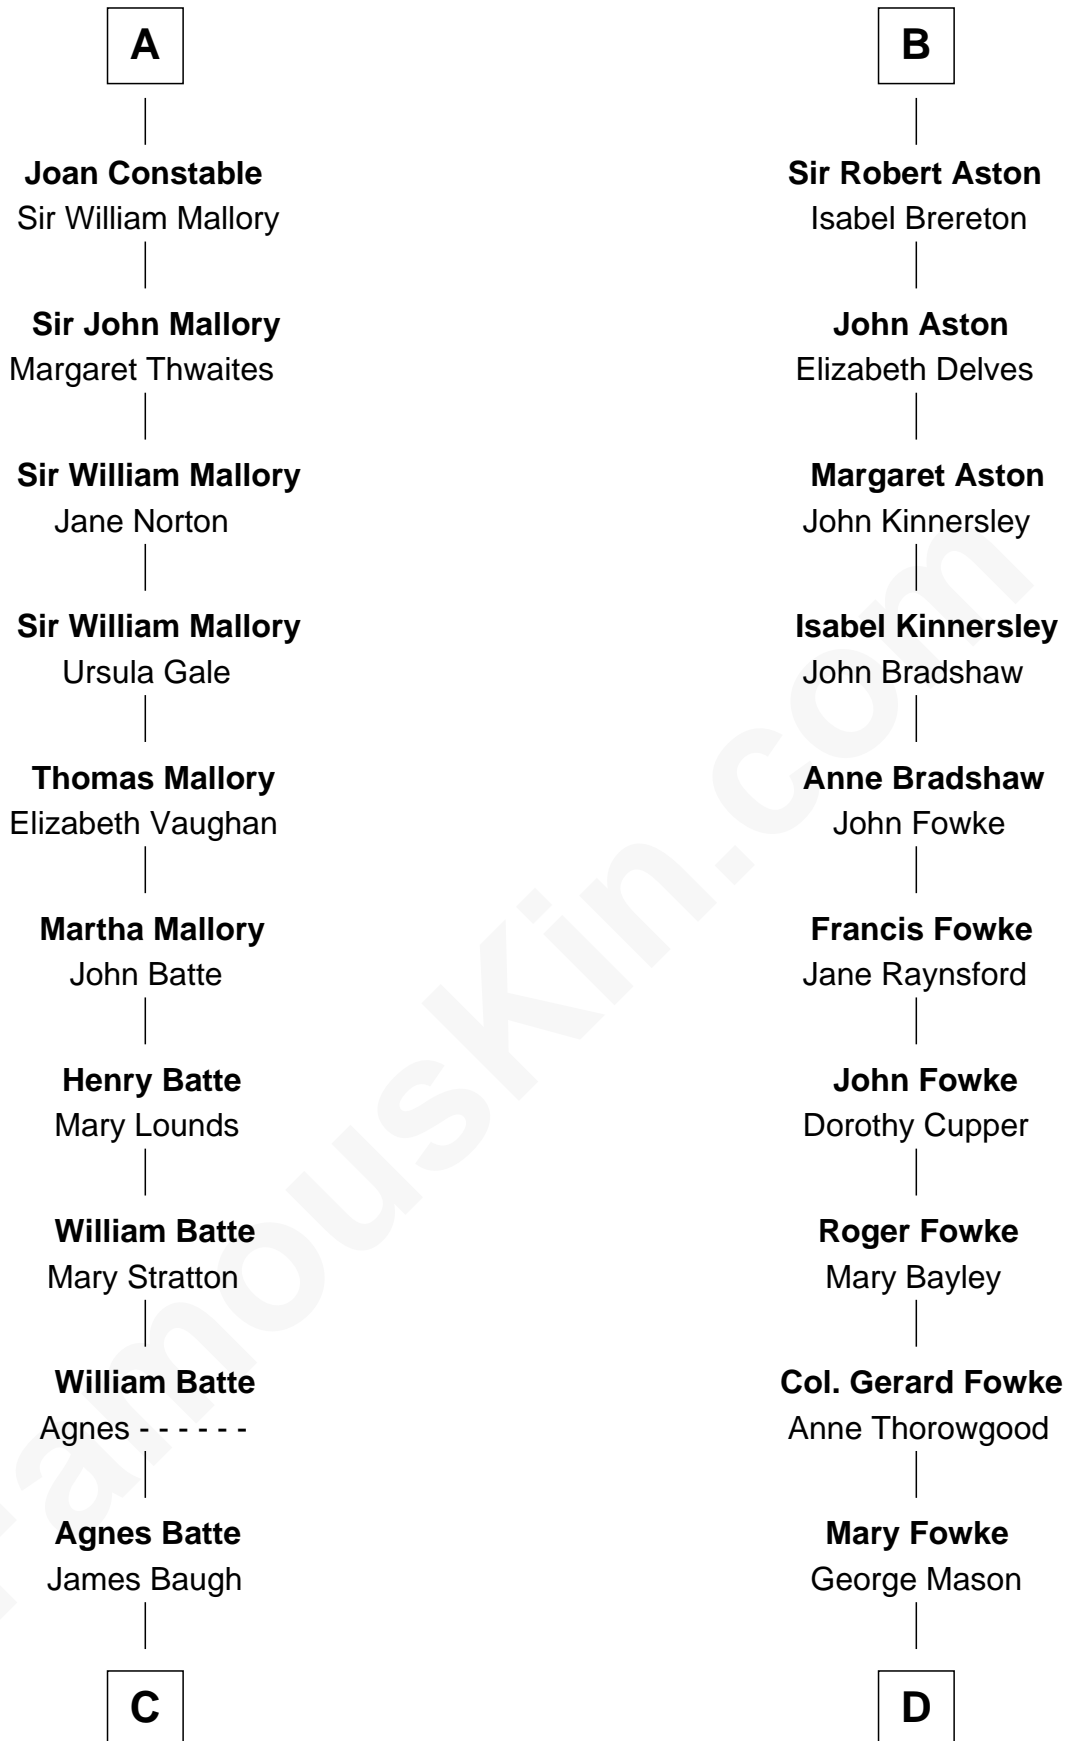 A
Joan Constable
Sir William Mallory
Sir John Mallory
Margaret Thwaites
Sir William Mallory
Jane Norton
Sir William Mallory
Ursula Gale
Thomas Mallory
Elizabeth Vaughan
Martha Mallory
John Batte
Henry Batte
Mary Lounds
William Batte
Mary Stratton
William Batte
Agnes - - - - - -
Agnes Batte
James Baugh
C
B
Sir Robert Aston
Isabel Brereton
John Aston
Elizabeth Delves
Margaret Aston
John Kinnersley
Isabel Kinnersley
John Bradshaw
Anne Bradshaw
John Fowke
Francis Fowke
Jane Raynsford
John Fowke
Dorothy Cupper
Roger Fowke
Mary Bayley
Col. Gerard Fowke
Anne Thorowgood
Mary Fowke
George Mason
D
FamousKin.com